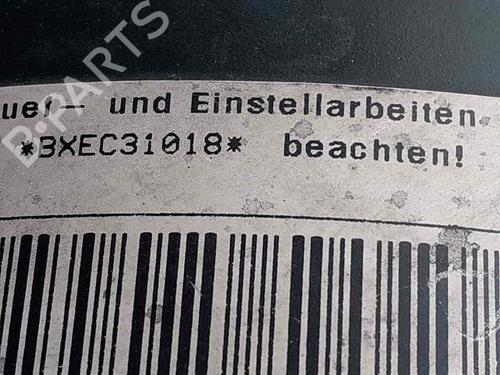 B-PARTS
uer- und Einstellarbeiten
*BXEC31018* beachten!